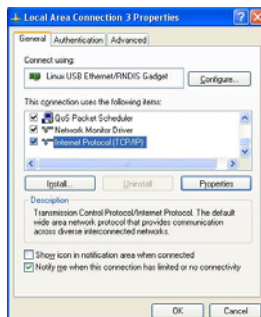 Local Area Connection 3 Properties
General Authentication Advanced
Connect using:
Linux USB Ethernet/RNDIS Gadget
Configure...
This connection uses the following items:
QoS Packet Scheduler
Network Monitor Driver
Internet Protocol (TCP/IP)
Install... Uninstall Properties
Description
Transmission Control Protocol/Internet Protocol. The default
wide area network protocol that provides communication
across diverse interconnected networks.
Show icon in notification area when connected
Notify me when this connection has limited or no connectivity
OK Cancel